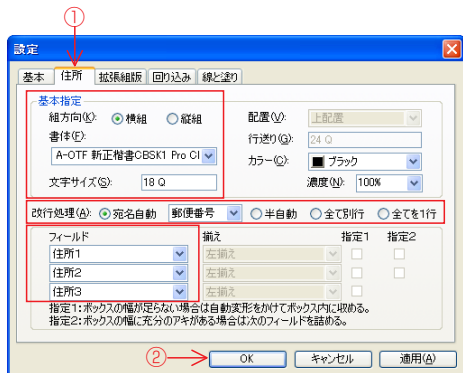 ①
設定
基本 住所 拡張組版 回り込み 線と塗り
基本指定
組方向(K): 横組 縦組 配置(V): 上配置
書体(F): 行送り(G): 24 Q
A-OTF 新正楷書CBSK1 Pro Cl カラー(C): ブラック
文字サイズ(S): 18 Q 濃度(N): 100%
改行処理(A): 宛名自動 郵便番号 半自動 全て別行 全てを1行
フィールド 揃え 指定1 指定2
住所1 左揃え
住所2 左揃え
住所3 左揃え
指定1:ボックスの幅が足らない場合は自動変形をかけてボックス内に収める。
指定2:ボックスの幅に充分のアキがある場合は次のフィールドを詰める。
② OK キャンセル 適用(A)